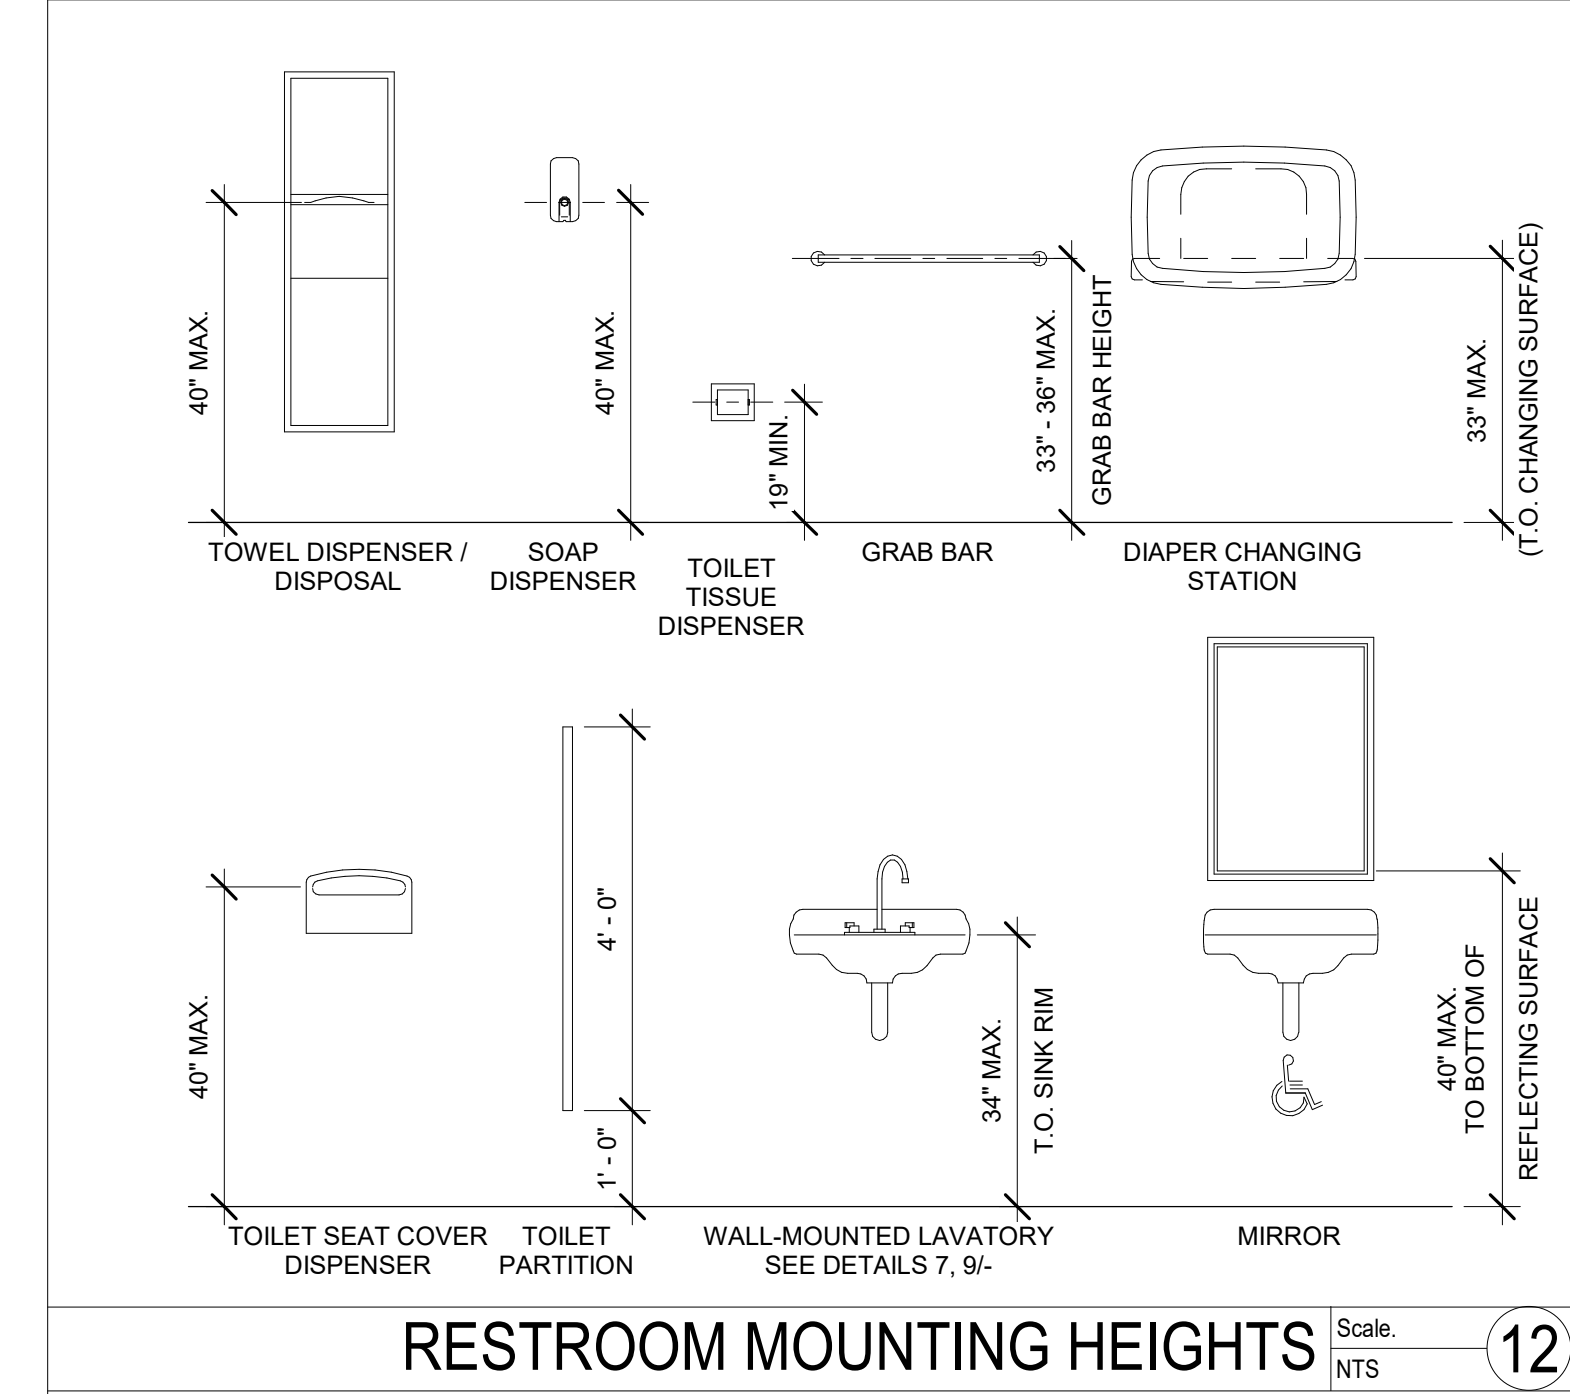 40" MAX.
40" MAX.
19" MIN.
33" - 36" MAX.
GRAB BAR HEIGHT
33" MAX.
(T.O. CHANGING SURFACE)
TOWEL DISPENSER /
DISPOSAL
SOAP
DISPENSER
TOILET
TISSUE
DISPENSER
GRAB BAR
DIAPER CHANGING
STATION
40" MAX.
4' - 0"
1' - 0"
34" MAX.
T.O. SINK RIM
40" MAX.
TO BOTTOM OF
REFLECTING SURFACE
TOILET SEAT COVER
DISPENSER
TOILET
PARTITION
WALL-MOUNTED LAVATORY
SEE DETAILS 7, 9/-
MIRROR
RESTROOM MOUNTING HEIGHTS
Scale.
NTS
12